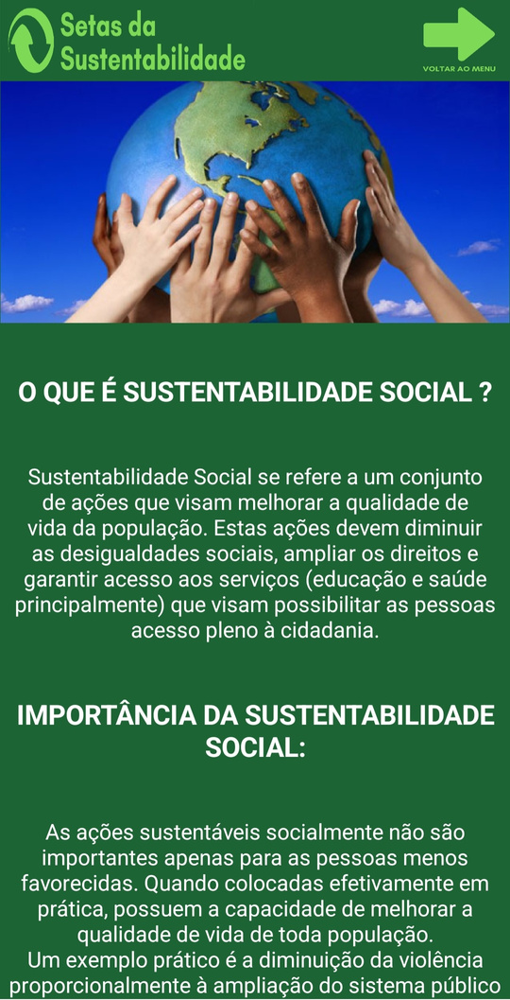 Setas da
Sustentabilidade
VOLTAR AO MENU
O QUE É SUSTENTABILIDADE SOCIAL ?
Sustentabilidade Social se refere a um conjunto
de ações que visam melhorar a qualidade de
vida da população. Estas ações devem diminuir
as desigualdades sociais, ampliar os direitos e
garantir acesso aos serviços (educação e saúde
principalmente) que visam possibilitar as pessoas
acesso pleno à cidadania.
IMPORTÂNCIA DA SUSTENTABILIDADE
SOCIAL:
As ações sustentáveis socialmente não são
importantes apenas para as pessoas menos
favorecidas. Quando colocadas efetivamente em
prática, possuem a capacidade de melhorar a
qualidade de vida de toda população.
Um exemplo prático é a diminuição da violência
proporcionalmente à ampliação do sistema público